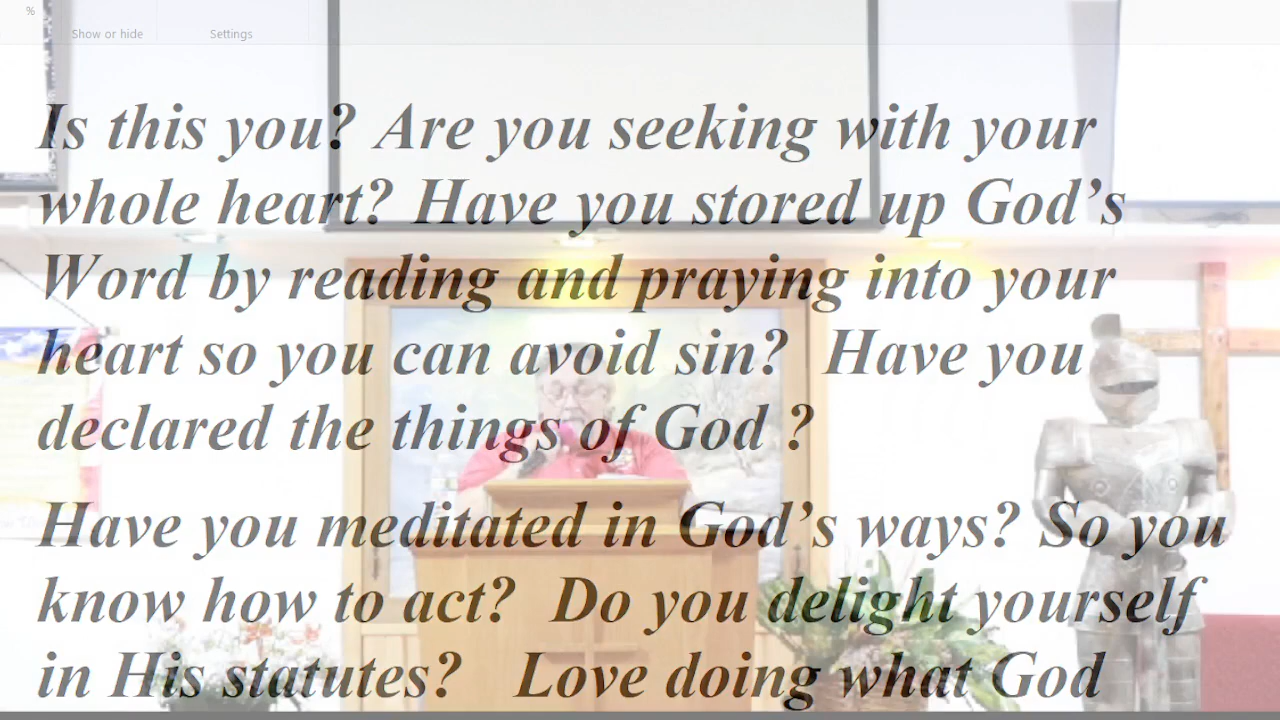 %
Show or hide Settings
Is this you? Are you seeking with your
whole heart? Have you stored up God’s
Word by reading and praying into your
heart so you can avoid sin? Have you
declared the things of God ?
Have you meditated in God’s ways? So you
know how to act? Do you delight yourself
in His statutes? Love doing what God